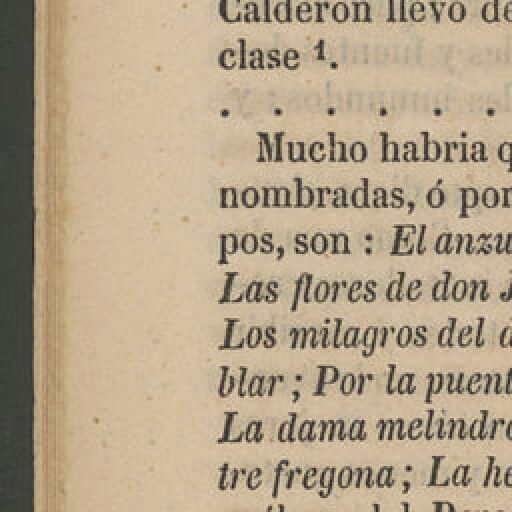 Calderon llevó
clase ¹.
. . . . . .
Mucho habria
nombradas, ó por
pos, son : El anzu
Las flores de don J
Los milagros del d
blar ; Por la puent
La dama melindro
tre fregona ; La he